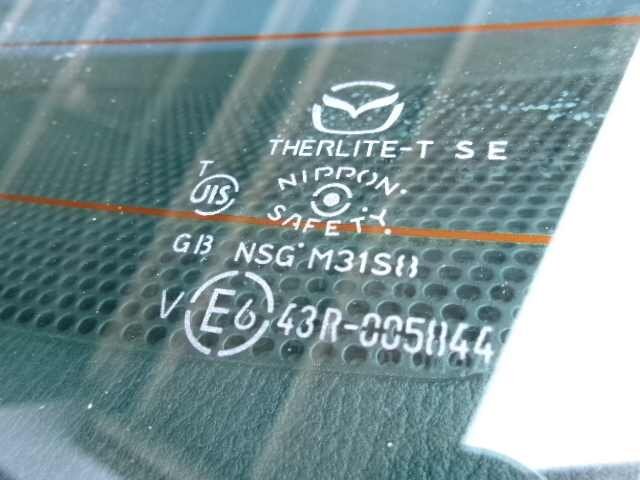 THERLITE-T S E
T
JIS
NIPPON.
SAFETY.
GB NSG M31S8
V E6 43R-005844